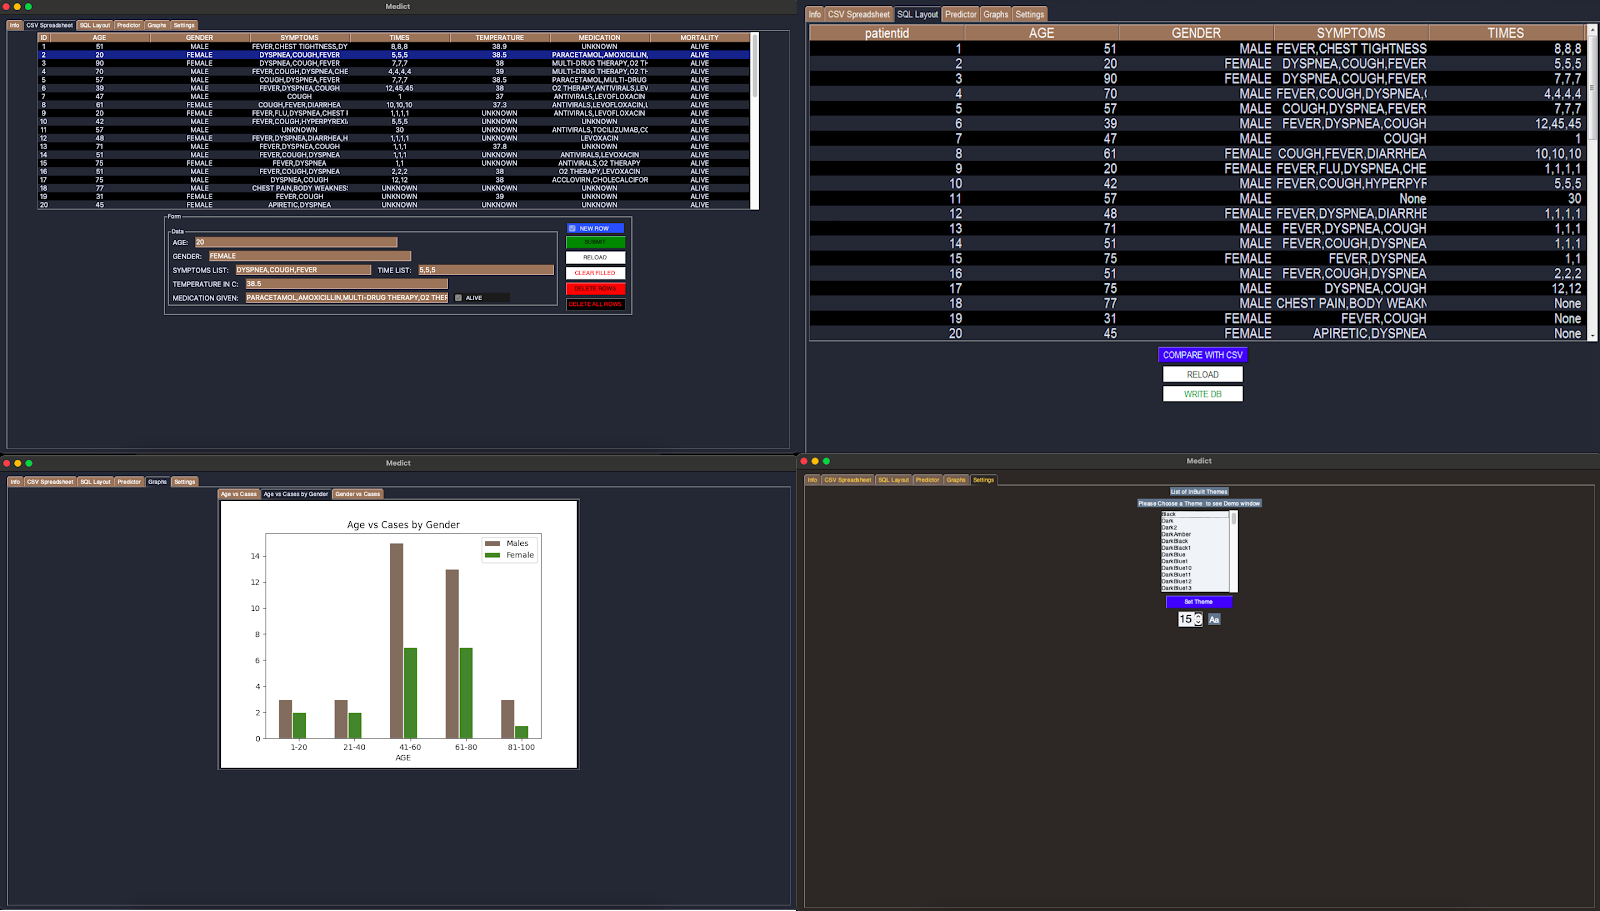 Medict
Info CSV Spreadsheet SQL Layout Predictor Graphs Settings
ID AGE GENDER SYMPTOMS TIMES TEMPERATURE MEDICATION MORTALITY
1 51 MALE FEVER,CHEST TIGHTNESS,DY 8,8,8 38.9 UNKNOWN ALIVE
2 20 FEMALE DYSPNEA,COUGH,FEVER 5,5,5 38.5 PARACETAMOL,AMOXICILLIN, ALIVE
3 90 FEMALE DYSPNEA,COUGH,FEVER 7,7,7 38 MULTI-DRUG THERAPY,O2 TH ALIVE
4 70 MALE FEVER,COUGH,DYSPNEA,CHE 4,4,4,4 39 MULTI-DRUG THERAPY,O2 TH ALIVE
5 57 MALE COUGH,DYSPNEA,FEVER 7,7,7 38.5 PARACETAMOL,MULTI-DRUG ALIVE
6 39 MALE FEVER,DYSPNEA,COUGH 12,45,45 38 O2 THERAPY,ANTIVIRALS,LEV ALIVE
7 47 MALE COUGH 1 37 ANTIVIRALS,LEVOFLOXACIN ALIVE
8 61 FEMALE COUGH,FEVER,DIARRHEA 10,10,10 37.3 ANTIVIRALS,LEVOFLOXACIN,L ALIVE
9 20 FEMALE FEVER,FLU,DYSPNEA,CHEST 1,1,1,1 UNKNOWN ANTIVIRALS,LEVOFLOXACIN ALIVE
10 42 MALE FEVER,COUGH,HYPERPYREXI 5,5,5 UNKNOWN UNKNOWN ALIVE
11 57 MALE UNKNOWN 30 UNKNOWN ANTIVIRALS,TOCILIZUMAB,CO ALIVE
12 48 FEMALE FEVER,DYSPNEA,DIARRHEA,H 1,1,1,1 UNKNOWN LEVOXACIN ALIVE
13 71 MALE FEVER,DYSPNEA,COUGH 1,1,1 37.8 UNKNOWN ALIVE
14 51 MALE FEVER,COUGH,DYSPNEA 1,1,1 UNKNOWN ANTIVIRALS,LEVOXACIN ALIVE
15 75 FEMALE FEVER,DYSPNEA 1,1 UNKNOWN ANTIVIRALS,O2 THERAPY ALIVE
16 51 MALE FEVER,COUGH,DYSPNEA 2,2,2 38 O2 THERAPY,LEVOXACIN ALIVE
17 75 MALE DYSPNEA,COUGH 12,12 38 ACCLOVIRN,CHOLECALCIFOR ALIVE
18 77 MALE CHEST PAIN,BODY WEAKNES: UNKNOWN UNKNOWN UNKNOWN ALIVE
19 31 FEMALE FEVER,COUGH UNKNOWN 39 UNKNOWN ALIVE
20 45 FEMALE APIRETIC,DYSPNEA UNKNOWN UNKNOWN UNKNOWN ALIVE
Form
Data
AGE: 20
GENDER: FEMALE
SYMPTOMS LIST: DYSPNEA,COUGH,FEVER TIME LIST: 5,5,5
TEMPERATURE IN C: 38.5
MEDICATION GIVEN: PARACETAMOL,AMOXICILLIN,MULTI-DRUG THERAPY,O2 THER ALIVE
NEW ROW
SUBMIT
RELOAD
CLEAR FILLED
DELETE ROWS
DELETE ALL ROWS
Info CSV Spreadsheet SQL Layout Predictor Graphs Settings
patientid AGE GENDER SYMPTOMS TIMES
1 51 MALE FEVER,CHEST TIGHTNESS 8,8,8
2 20 FEMALE DYSPNEA,COUGH,FEVER 5,5,5
3 90 FEMALE DYSPNEA,COUGH,FEVER 7,7,7
4 70 MALE FEVER,COUGH,DYSPNEA,( 4,4,4,4
5 57 MALE COUGH,DYSPNEA,FEVER 7,7,7
6 39 MALE FEVER,DYSPNEA,COUGH 12,45,45
7 47 MALE COUGH 1
8 61 FEMALE COUGH,FEVER,DIARRHEA 10,10,10
9 20 FEMALE FEVER,FLU,DYSPNEA,CHE 1,1,1,1
10 42 MALE FEVER,COUGH,HYPERPYR 5,5,5
11 57 MALE None 30
12 48 FEMALE FEVER,DYSPNEA,DIARRHE 1,1,1,1
13 71 MALE FEVER,DYSPNEA,COUGH 1,1,1
14 51 MALE FEVER,COUGH,DYSPNEA 1,1,1
15 75 FEMALE FEVER,DYSPNEA 1,1
16 51 MALE FEVER,COUGH,DYSPNEA 2,2,2
17 75 MALE DYSPNEA,COUGH 12,12
18 77 MALE CHEST PAIN,BODY WEAKN None
19 31 FEMALE FEVER,COUGH None
20 45 FEMALE APIRETIC,DYSPNEA None
COMPARE WITH CSV
RELOAD
WRITE DB
Medict
Info CSV Spreadsheet SQL Layout Predictor Graphs Settings
Age vs Cases Age vs Cases by Gender Gender vs Cases
Age vs Cases by Gender
Males
Female
14
12
10
8
6
4
2
0
1-20 21-40 41-60 61-80 81-100
AGE
Medict
Info CSV Spreadsheet SQL Layout Predictor Graphs Settings
List of InBuilt Themes
Please Choose a Theme to see Demo window
Black
Dark
Dark2
DarkAmber
DarkBlack
DarkBlack1
DarkBlue
DarkBlue1
DarkBlue10
DarkBlue11
DarkBlue12
DarkBlue13
Set Theme
15 Aa